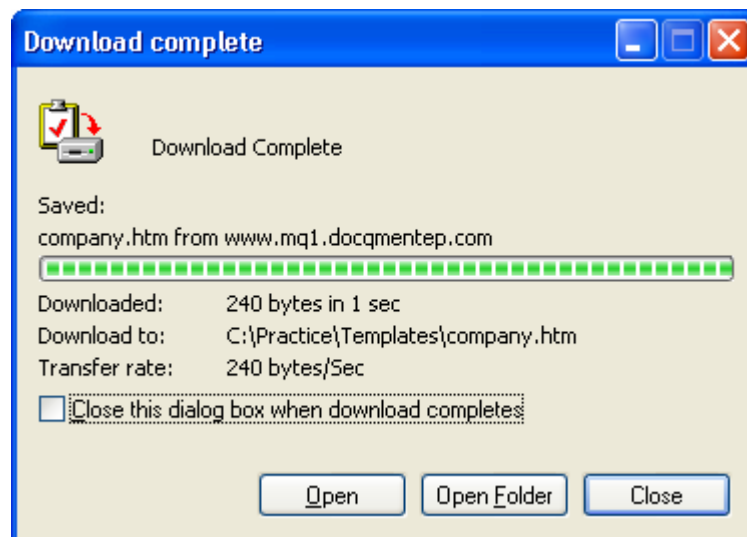 Download complete
Download Complete
Saved:
company.htm from www.mq1.docqmentep.com
Downloaded: 240 bytes in 1 sec
Download to: C:\Practice\Templates\company.htm
Transfer rate: 240 bytes/Sec
Close this dialog box when download completes
Open Open Folder Close